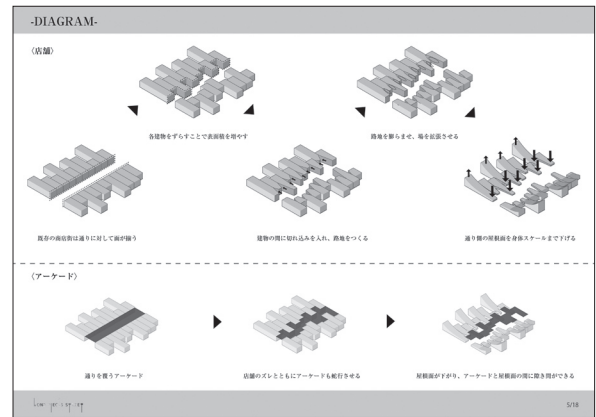 -DIAGRAM-
〈店舗〉
各建物をずらすことで表面積を増やす
路地を膨らませ、場を拡張させる
既存の商店街は通りに対して面が揃う
建物の間に切れ込みを入れ、路地をつくる
通り側の屋根面を身体スケールまで下げる
〈アーケード〉
通りを覆うアーケード
店舗のズレとともにアーケードも蛇行させる
屋根面が下がり、アーケードと屋根面の間に隙き間ができる
5/18